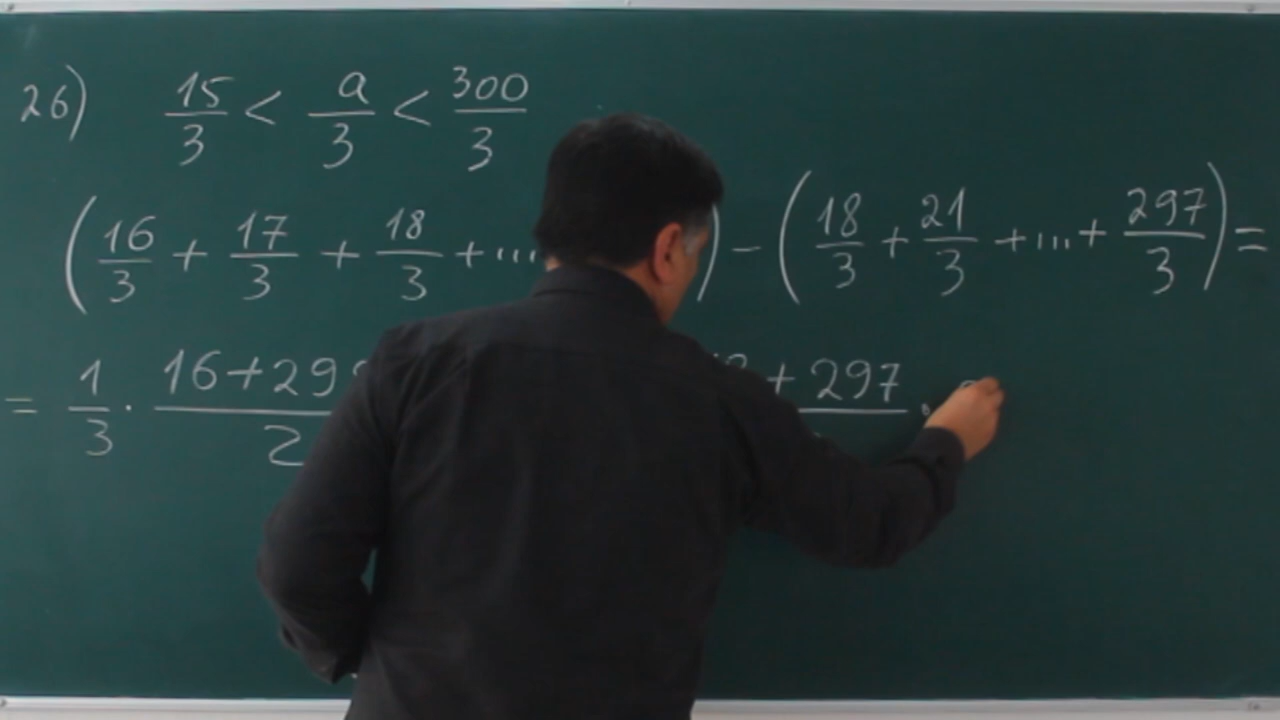 26) 15/3 < a/3 < 300/3
(16/3 + 17/3 + 18/3 + ... ) - (18/3 + 21/3 + ... + 297/3) =
= 1/3 · 16+29 /2 + 297 ·